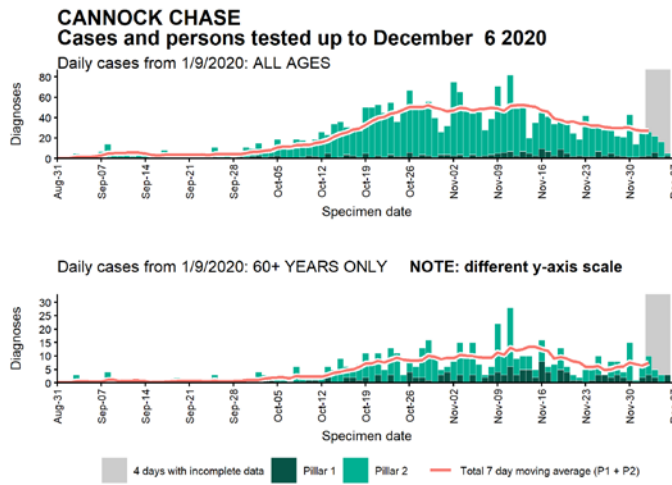 CANNOCK CHASE
Cases and persons tested up to December 6 2020
Daily cases from 1/9/2020: ALL AGES
Diagnoses
80
60
40
20
0
Aug-31 Sep-07 Sep-14 Sep-21 Sep-28 Oct-05 Oct-12 Oct-19 Oct-26 Nov-02 Nov-09 Nov-16 Nov-23 Nov-30
Specimen date
Daily cases from 1/9/2020: 60+ YEARS ONLY NOTE: different y-axis scale
Diagnoses
30
25
20
15
10
5
0
Aug-31 Sep-07 Sep-14 Sep-21 Sep-28 Oct-05 Oct-12 Oct-19 Oct-26 Nov-02 Nov-09 Nov-16 Nov-23 Nov-30
Specimen date
4 days with incomplete data Pillar 1 Pillar 2 Total 7 day moving average (P1 + P2)